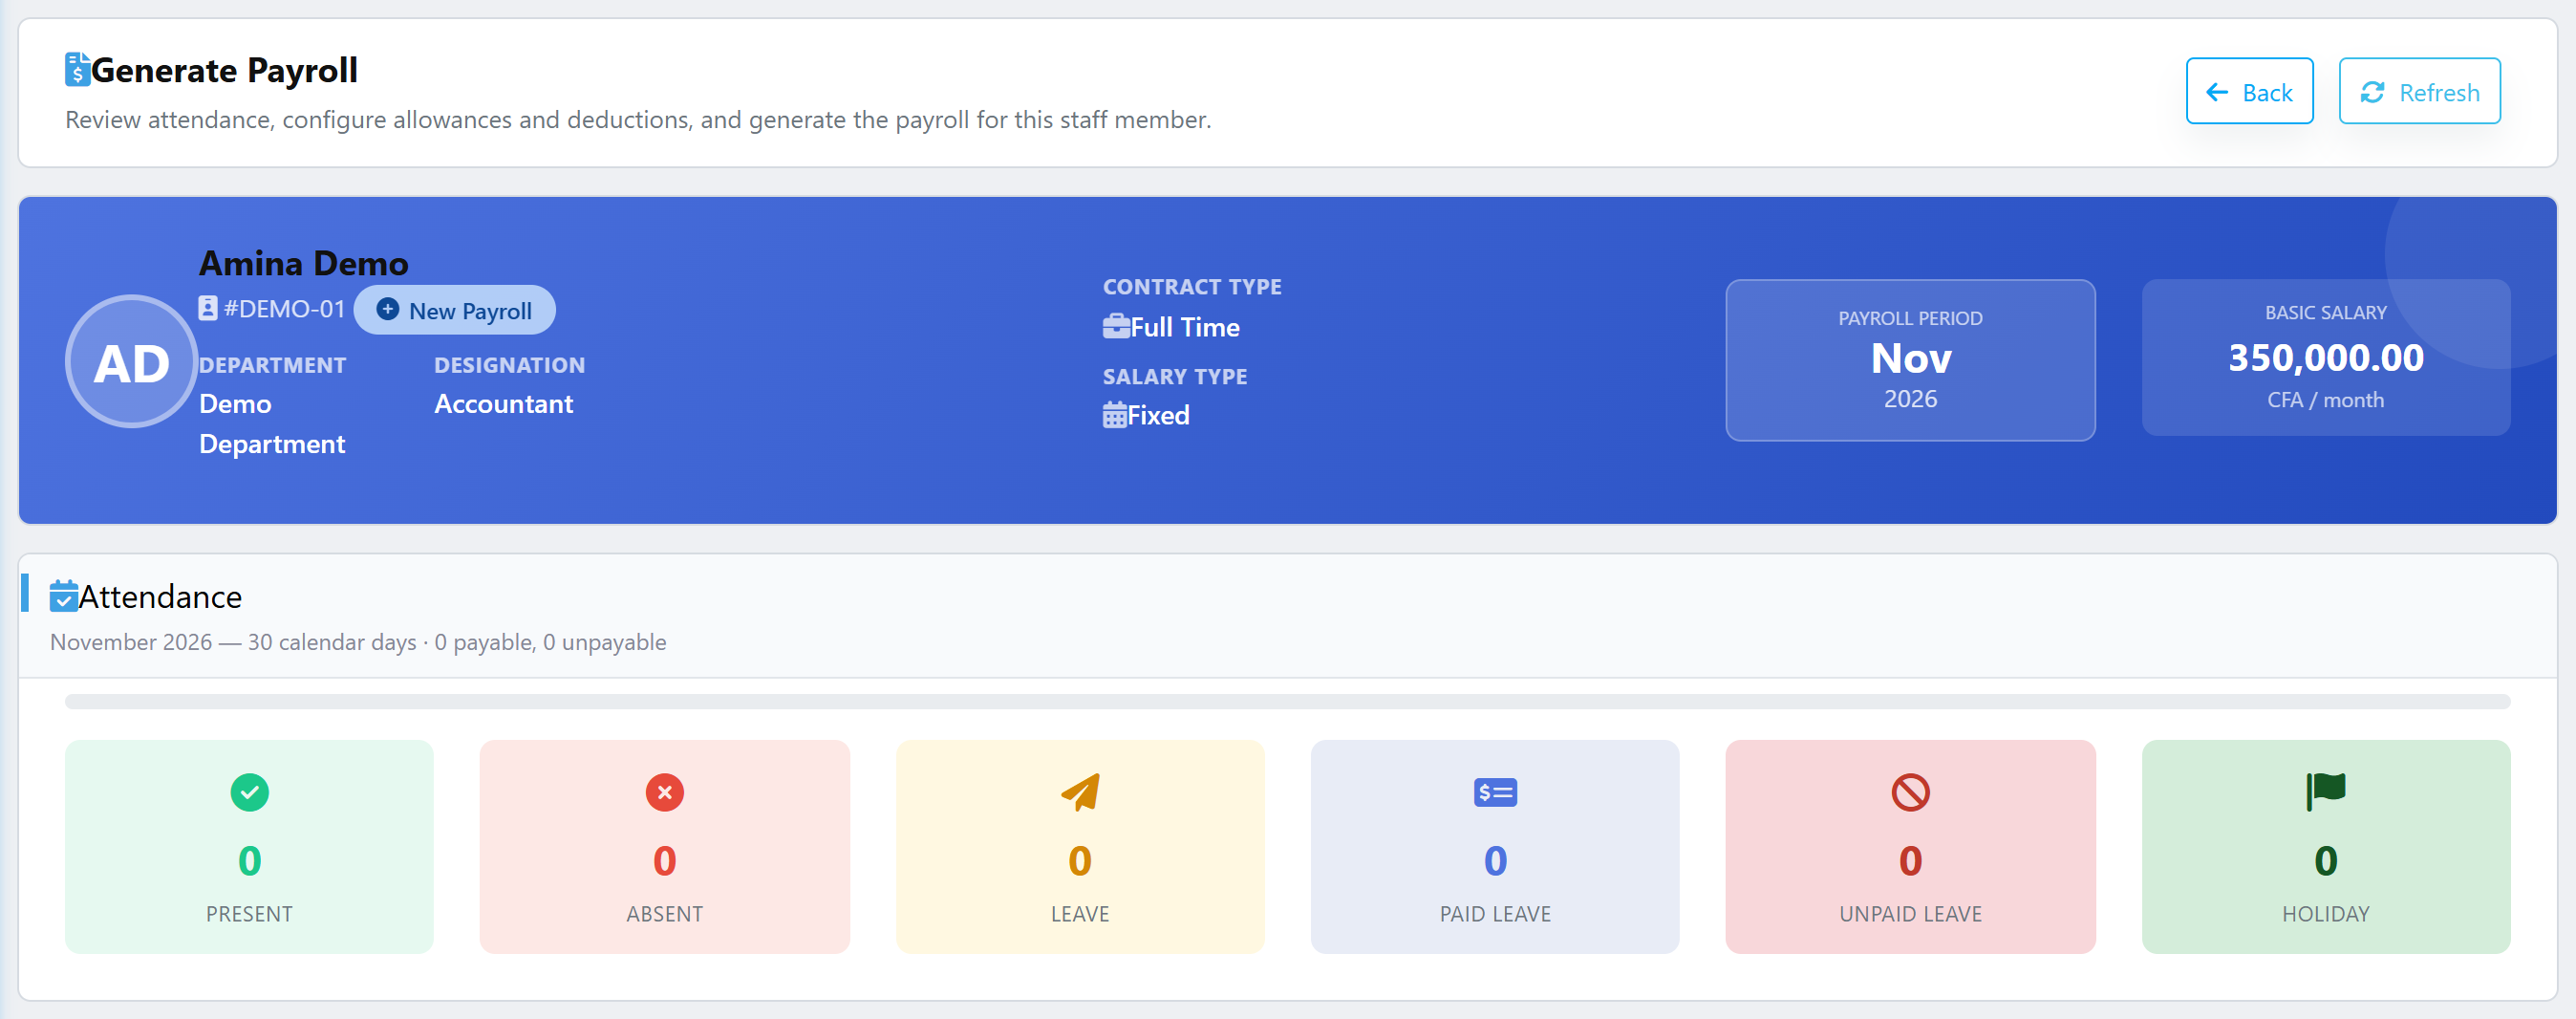 Generate Payroll
Review attendance, configure allowances and deductions, and generate the payroll for this staff member.
Back
Refresh
AD
Amina Demo
#DEMO-01
New Payroll
DEPARTMENT
Demo
Department
DESIGNATION
Accountant
CONTRACT TYPE
Full Time
SALARY TYPE
Fixed
PAYROLL PERIOD
Nov
2026
BASIC SALARY
350,000.00
CFA / month
Attendance
November 2026 — 30 calendar days · 0 payable, 0 unpayable
0
PRESENT
0
ABSENT
0
LEAVE
0
PAID LEAVE
0
UNPAID LEAVE
0
HOLIDAY